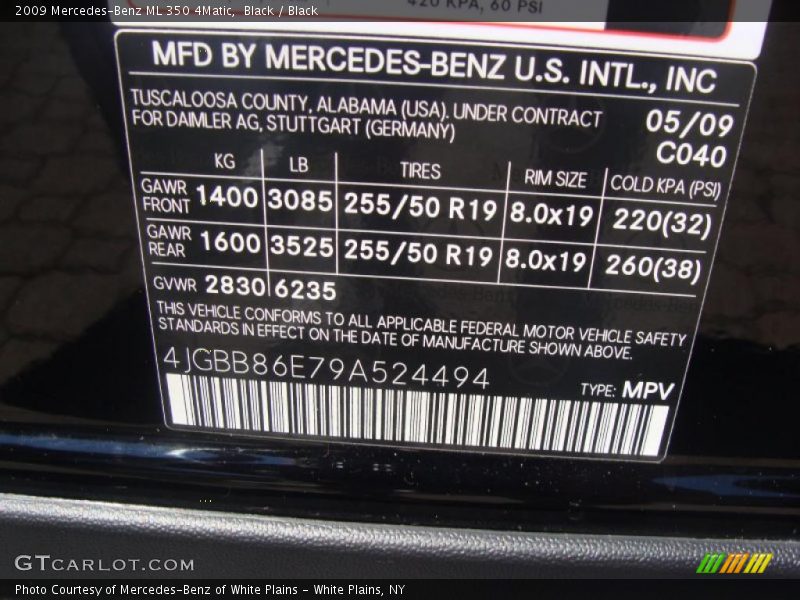 2009 Mercedes-Benz ML 350 4Matic, Black / Black
420 KPA, 60 PSI
MFD BY MERCEDES-BENZ U.S. INTL., INC
TUSCALOOSA COUNTY, ALABAMA (USA). UNDER CONTRACT
FOR DAIMLER AG, STUTTGART (GERMANY)
05/09
C040
KG LB TIRES RIM SIZE COLD KPA (PSI)
GAWR FRONT 1400 3085 255/50 R19 8.0x19 220(32)
GAWR REAR 1600 3525 255/50 R19 8.0x19 260(38)
GVWR 2830 6235
THIS VEHICLE CONFORMS TO ALL APPLICABLE FEDERAL MOTOR VEHICLE SAFETY
STANDARDS IN EFFECT ON THE DATE OF MANUFACTURE SHOWN ABOVE.
4JGBB86E79A524494
TYPE: MPV
GTCARLOT.COM
Photo Courtesy of Mercedes-Benz of White Plains - White Plains, NY